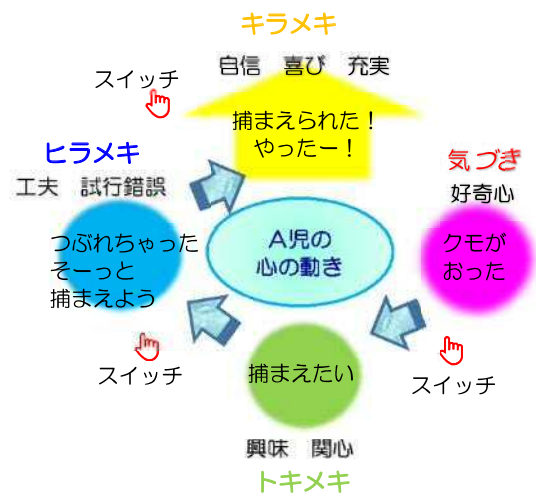 キラメキ
自信 喜び 充実
スイッチ
捕まえられた！
やったー！
ヒラメキ
工夫 試行錯誤
気づき
好奇心
つぶれちゃった
そーっと
捕まえよう
A児の
心の動き
クモが
おった
スイッチ
捕まえたい
スイッチ
興味 関心
トキメキ